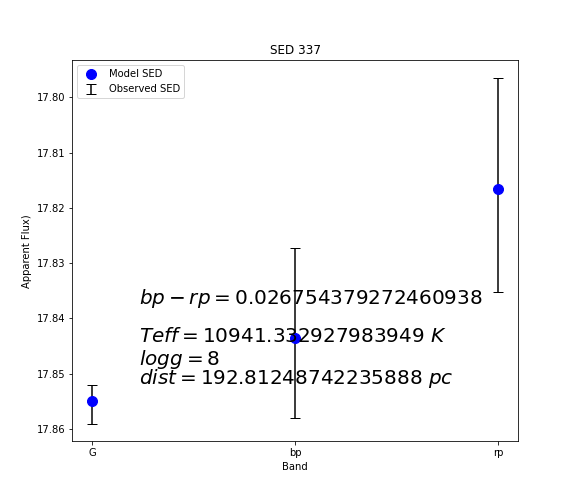 SED 337
Model SED
Observed SED
17.80
17.81
17.82
17.83
17.84
17.85
17.86
Apparent Flux)
bp − rp = 0.026754379272460938
Teff = 10941.332927983949 K
logg = 8
dist = 192.81248742235888 pc
G bp rp
Band